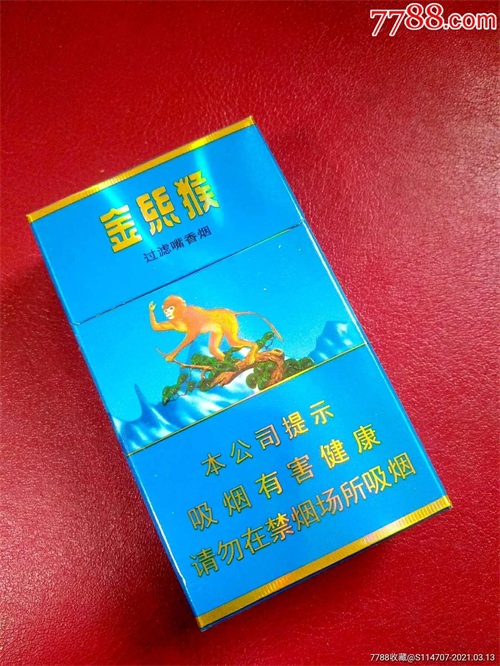 7788.com
金丝猴
过滤嘴香烟
本公司提示
吸烟有害健康
请勿在禁烟场所吸烟
7788收藏@S114707-2021.03.13